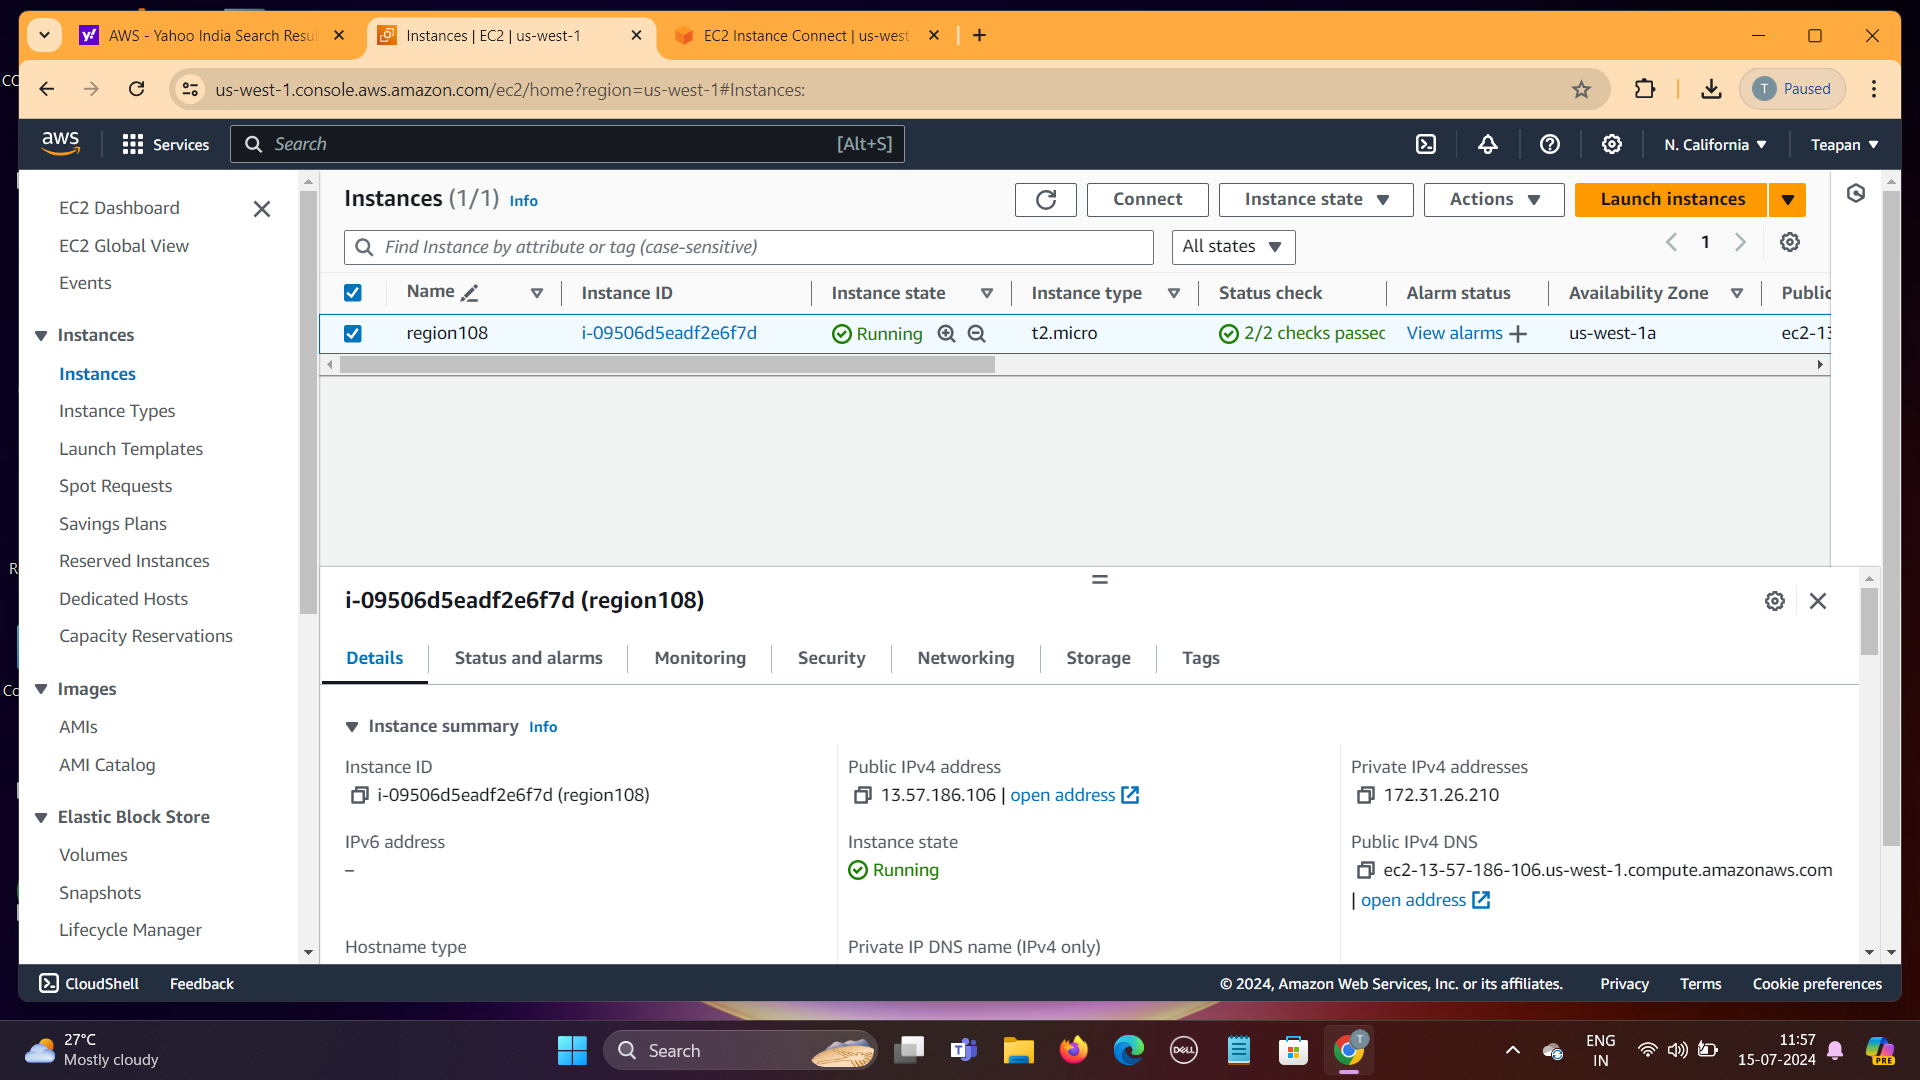 AWS - Yahoo India Search Resu
Instances | EC2 | us-west-1
EC2 Instance Connect | us-west
us-west-1.console.aws.amazon.com/ec2/home?region=us-west-1#Instances:
T Paused
aws
Services
Search
[Alt+S]
N. California
Teapan
EC2 Dashboard
EC2 Global View
Events
Instances
Instances
Instance Types
Launch Templates
Spot Requests
Savings Plans
Reserved Instances
Dedicated Hosts
Capacity Reservations
Images
AMIs
AMI Catalog
Elastic Block Store
Volumes
Snapshots
Lifecycle Manager
Instances (1/1) Info
Connect
Instance state
Actions
Launch instances
Find Instance by attribute or tag (case-sensitive)
All states
1
Name Instance ID Instance state Instance type Status check Alarm status Availability Zone Public
region108 i-09506d5eadf2e6f7d Running t2.micro 2/2 checks passec View alarms us-west-1a ec2-13
i-09506d5eadf2e6f7d (region108)
Details Status and alarms Monitoring Security Networking Storage Tags
Instance summary Info
Instance ID
i-09506d5eadf2e6f7d (region108)
Public IPv4 address
13.57.186.106 | open address
Private IPv4 addresses
172.31.26.210
IPv6 address
–
Instance state
Running
Public IPv4 DNS
ec2-13-57-186-106.us-west-1.compute.amazonaws.com
| open address
Hostname type
Private IP DNS name (IPv4 only)
CloudShell
Feedback
© 2024, Amazon Web Services, Inc. or its affiliates.
Privacy
Terms
Cookie preferences
27°C
Mostly cloudy
Search
DELL
ENG
IN
11:57
15-07-2024
PRE